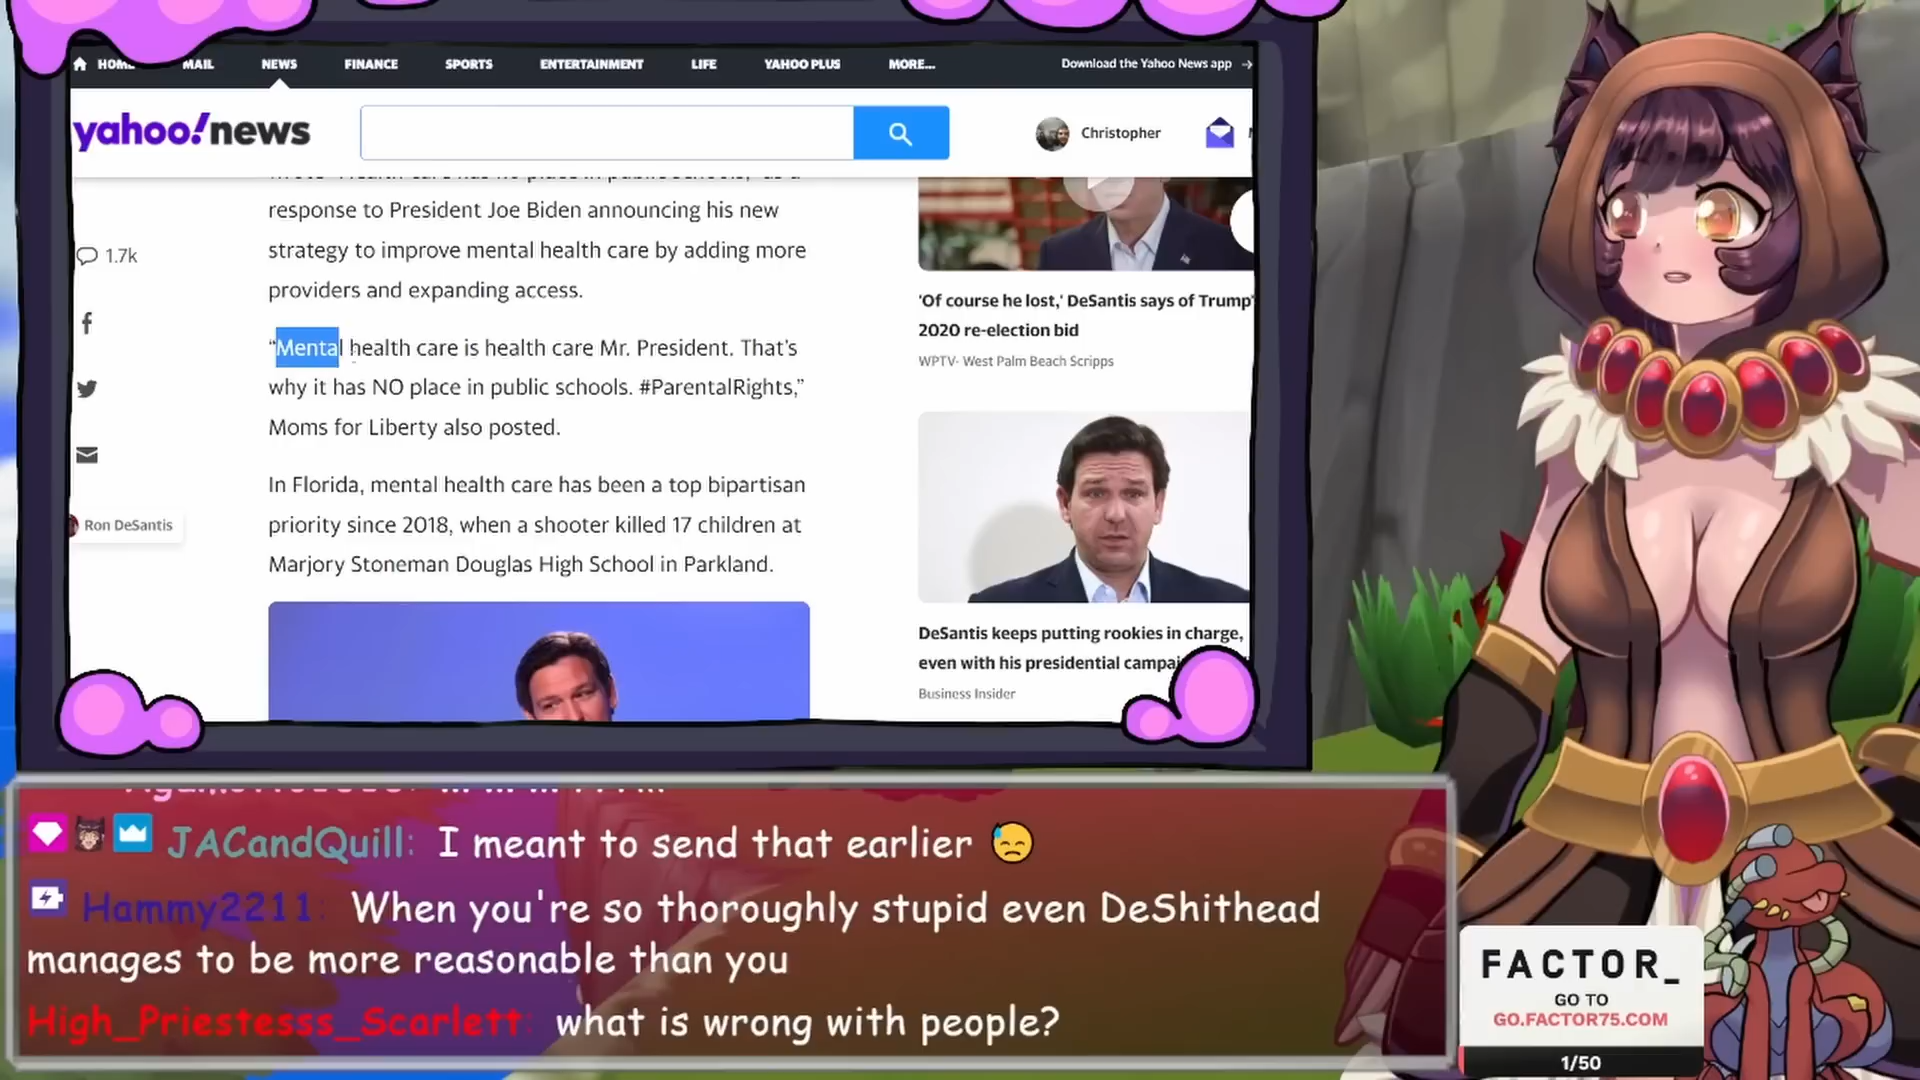 HOME MAIL NEWS FINANCE SPORTS ENTERTAINMENT LIFE YAHOO PLUS MORE... Download the Yahoo News app →
yahoo!news
Christopher
response to President Joe Biden announcing his new
strategy to improve mental health care by adding more
providers and expanding access.
“Mental health care is health care Mr. President. That’s
why it has NO place in public schools. #ParentalRights,”
Moms for Liberty also posted.
In Florida, mental health care has been a top bipartisan
priority since 2018, when a shooter killed 17 children at
Marjory Stoneman Douglas High School in Parkland.
1.7k
Ron DeSantis
'Of course he lost,' DeSantis says of Trump'
2020 re-election bid
WPTV- West Palm Beach Scripps
DeSantis keeps putting rookies in charge,
even with his presidential campai
Business Insider
JACandQuill: I meant to send that earlier 😓
Hammy2211: When you're so thoroughly stupid even DeShithead
manages to be more reasonable than you
High_Priestesss_Scarlett: what is wrong with people?
FACTOR_
GO TO
GO.FACTOR75.COM
1/50